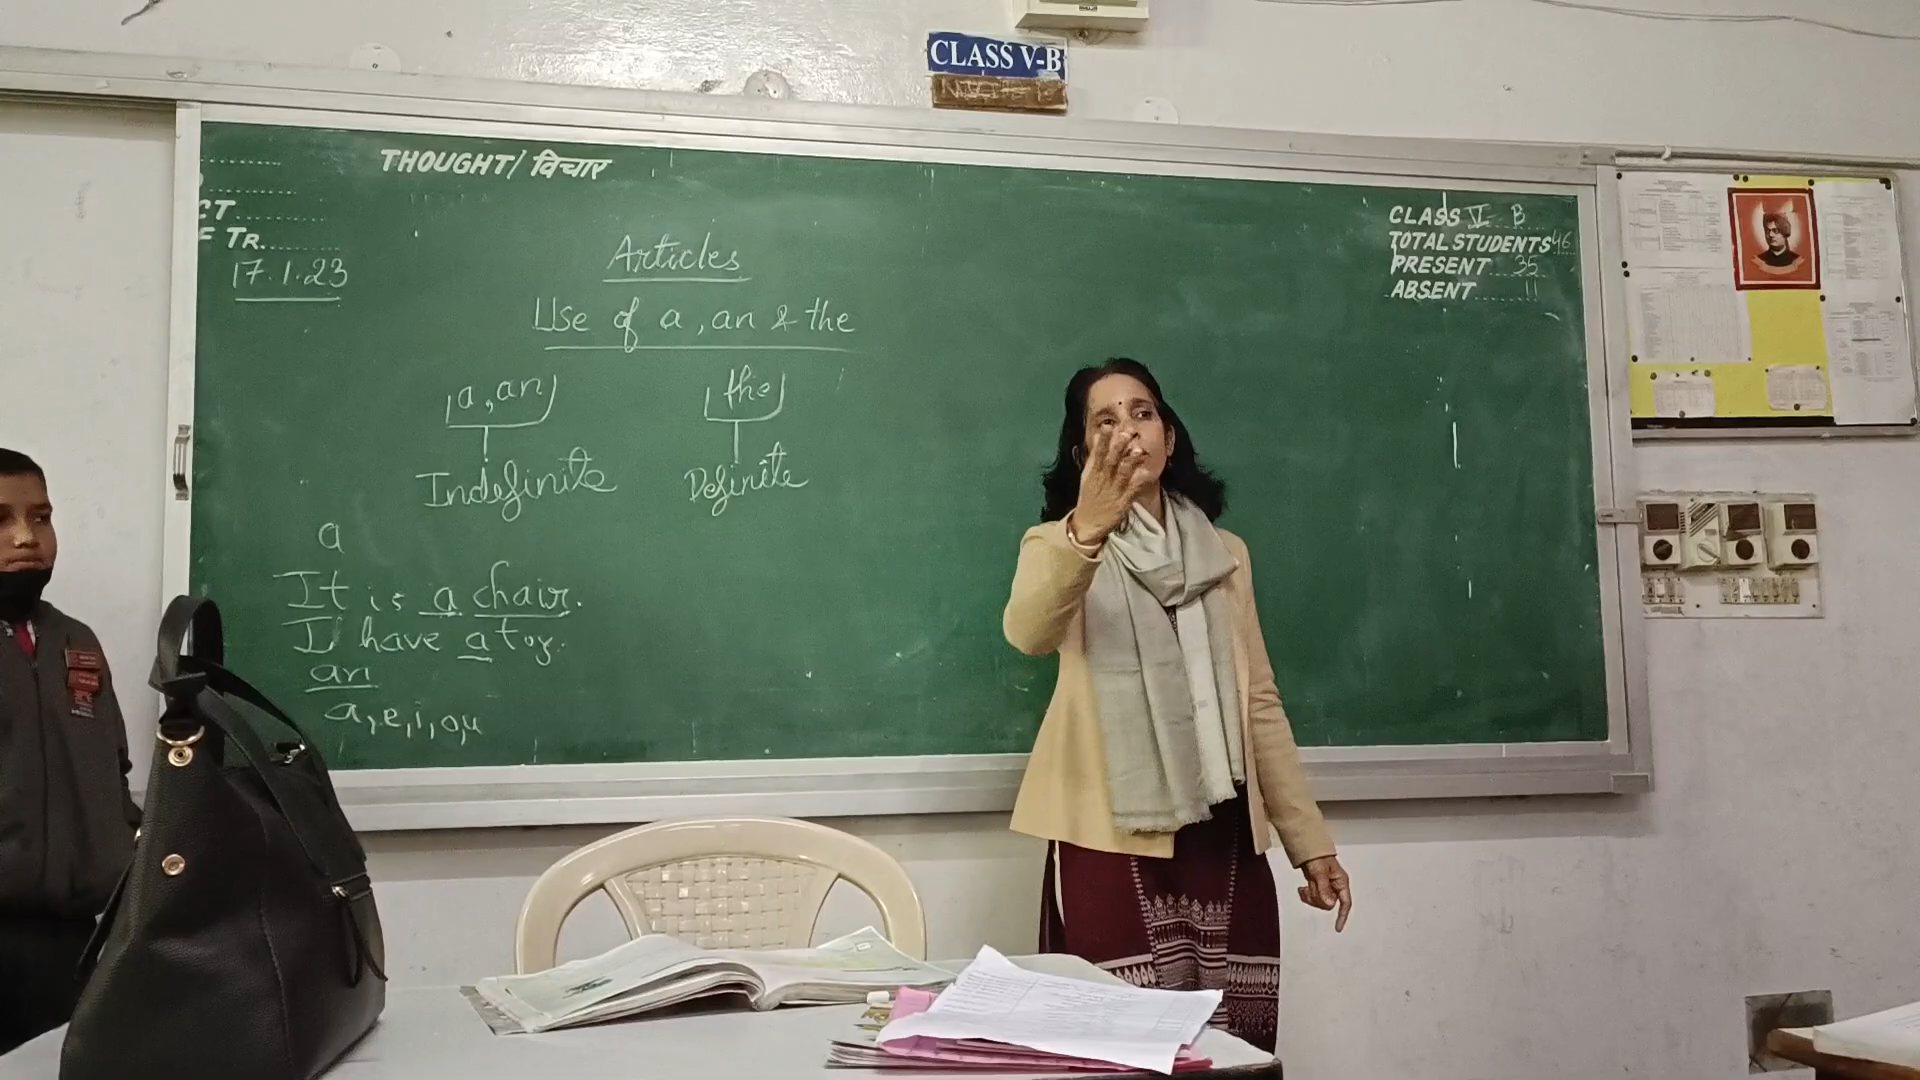 CLASS V-B
THOUGHT/ विचार
CT
F TR.
17.1.23
CLASS V B
TOTAL STUDENTS 46
PRESENT 35
ABSENT 11
Articles
Use of a, an & the
a, an
the
Indefinite
Definite
a
It is a chair.
I have a toy.
an
a, e, i, o, u